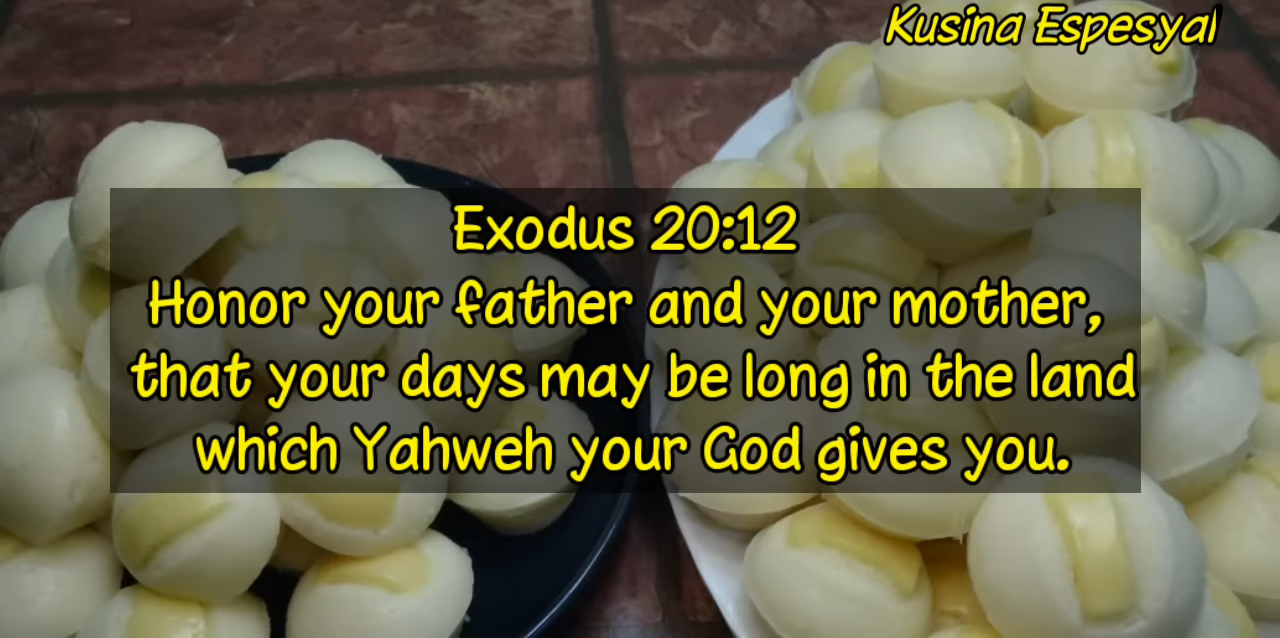 Kusina Espesyal
Exodus 20:12
Honor your father and your mother,
that your days may be long in the land
which Yahweh your God gives you.